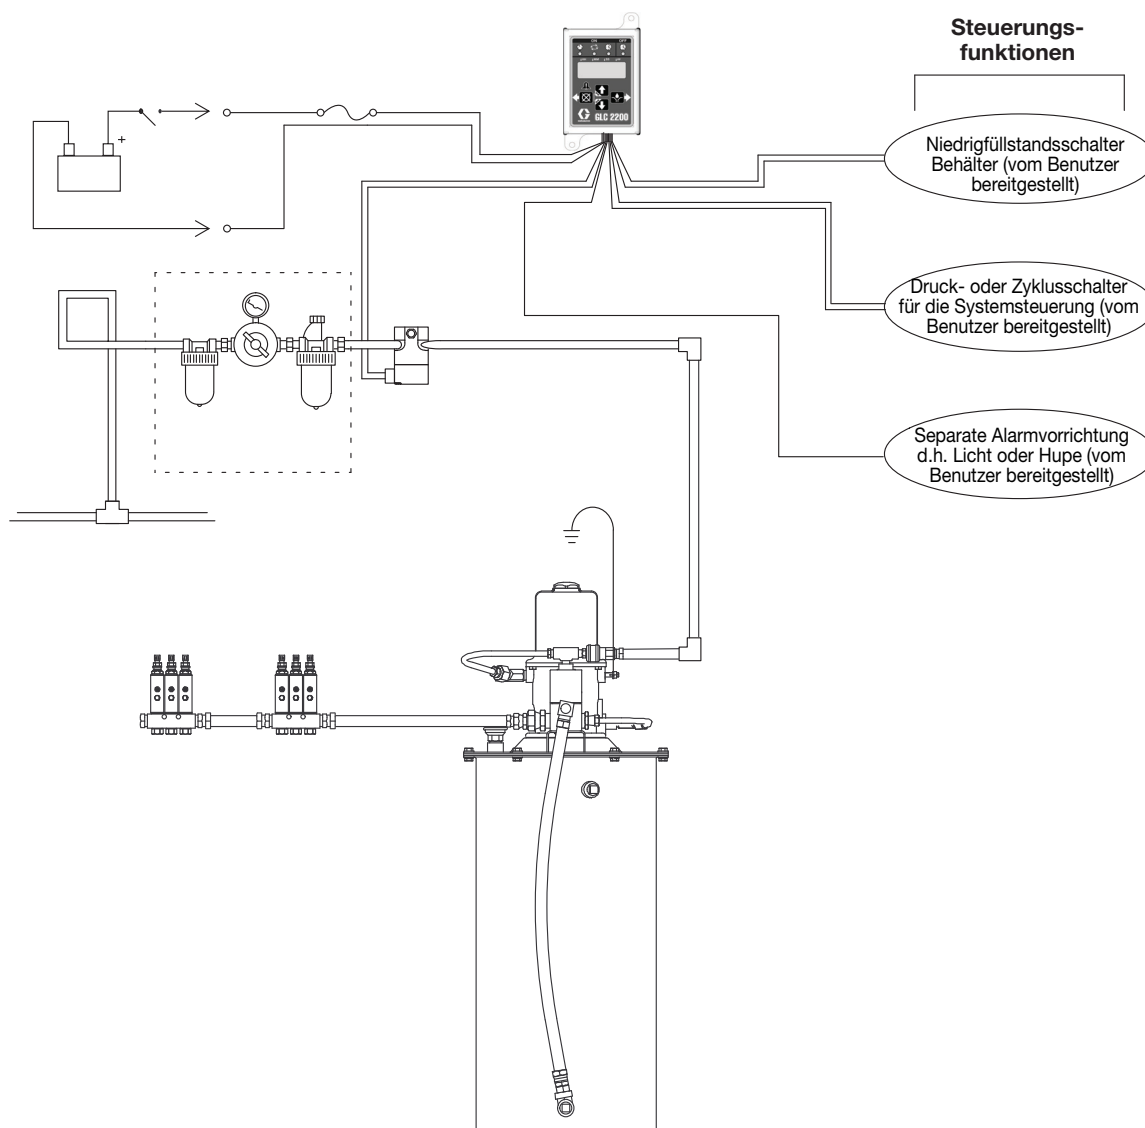 Steuerungs-
funktionen
ON OFF
GLC 2200
+
Niedrigfüllstandsschalter
Behälter (vom Benutzer
bereitgestellt)
Druck- oder Zyklusschalter
für die Systemsteuerung (vom
Benutzer bereitgestellt)
Separate Alarmvorrichtung
d.h. Licht oder Hupe (vom
Benutzer bereitgestellt)